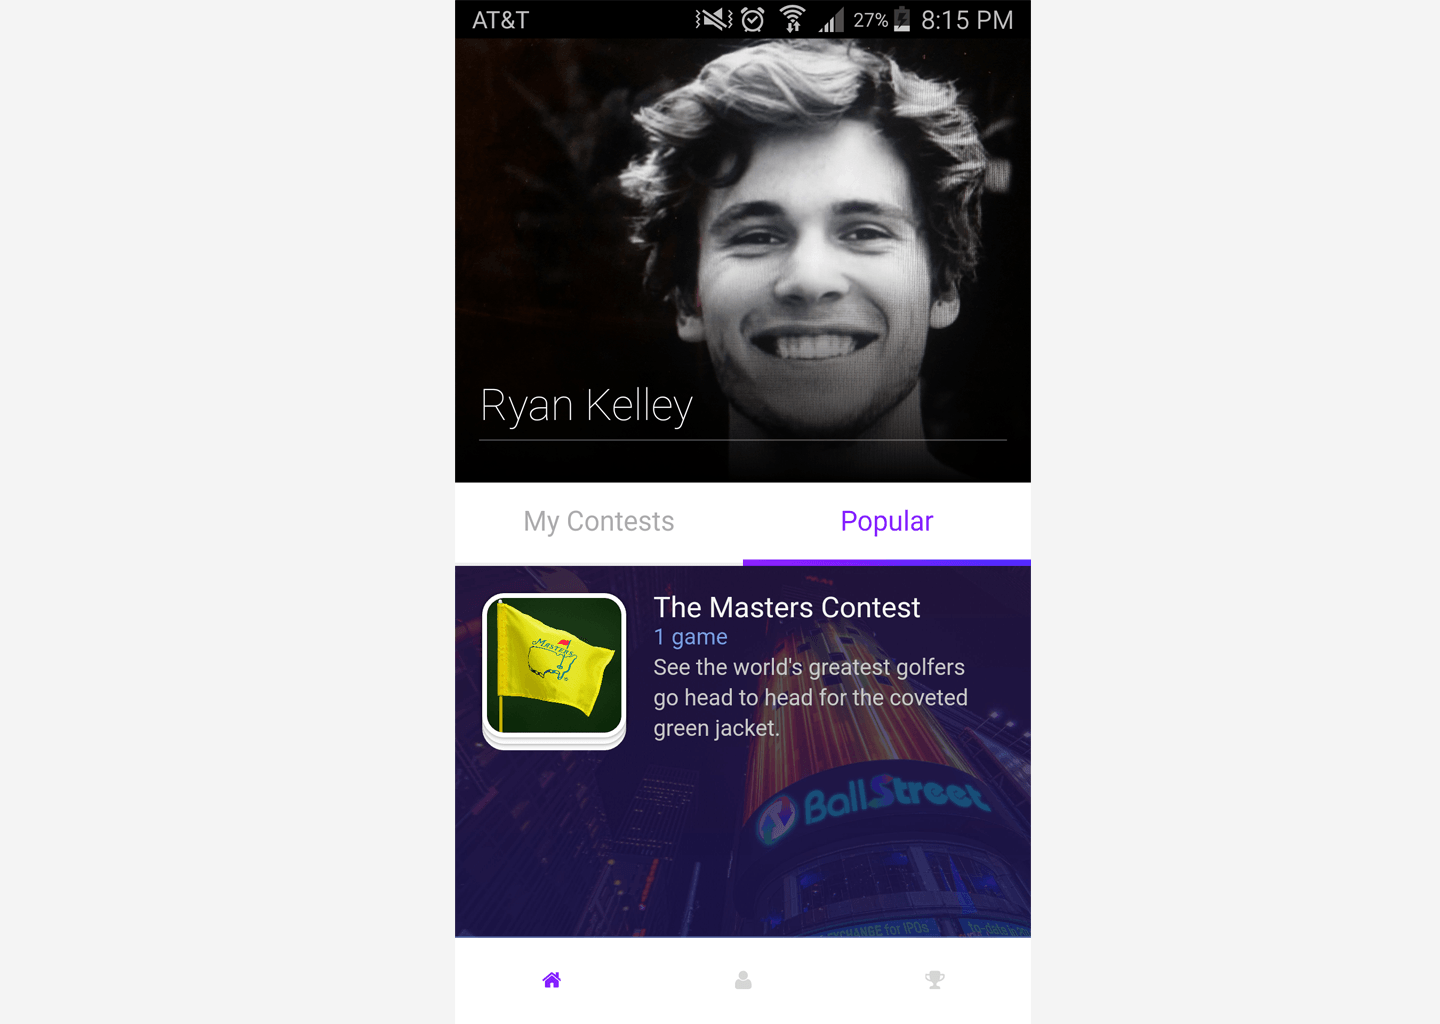 AT&T 27% 8:15 PM
Ryan Kelley
My Contests Popular
The Masters Contest
1 game
See the world's greatest golfers
go head to head for the coveted
green jacket.
MASTERS
BallStreet
EXCHANGE for IPOs